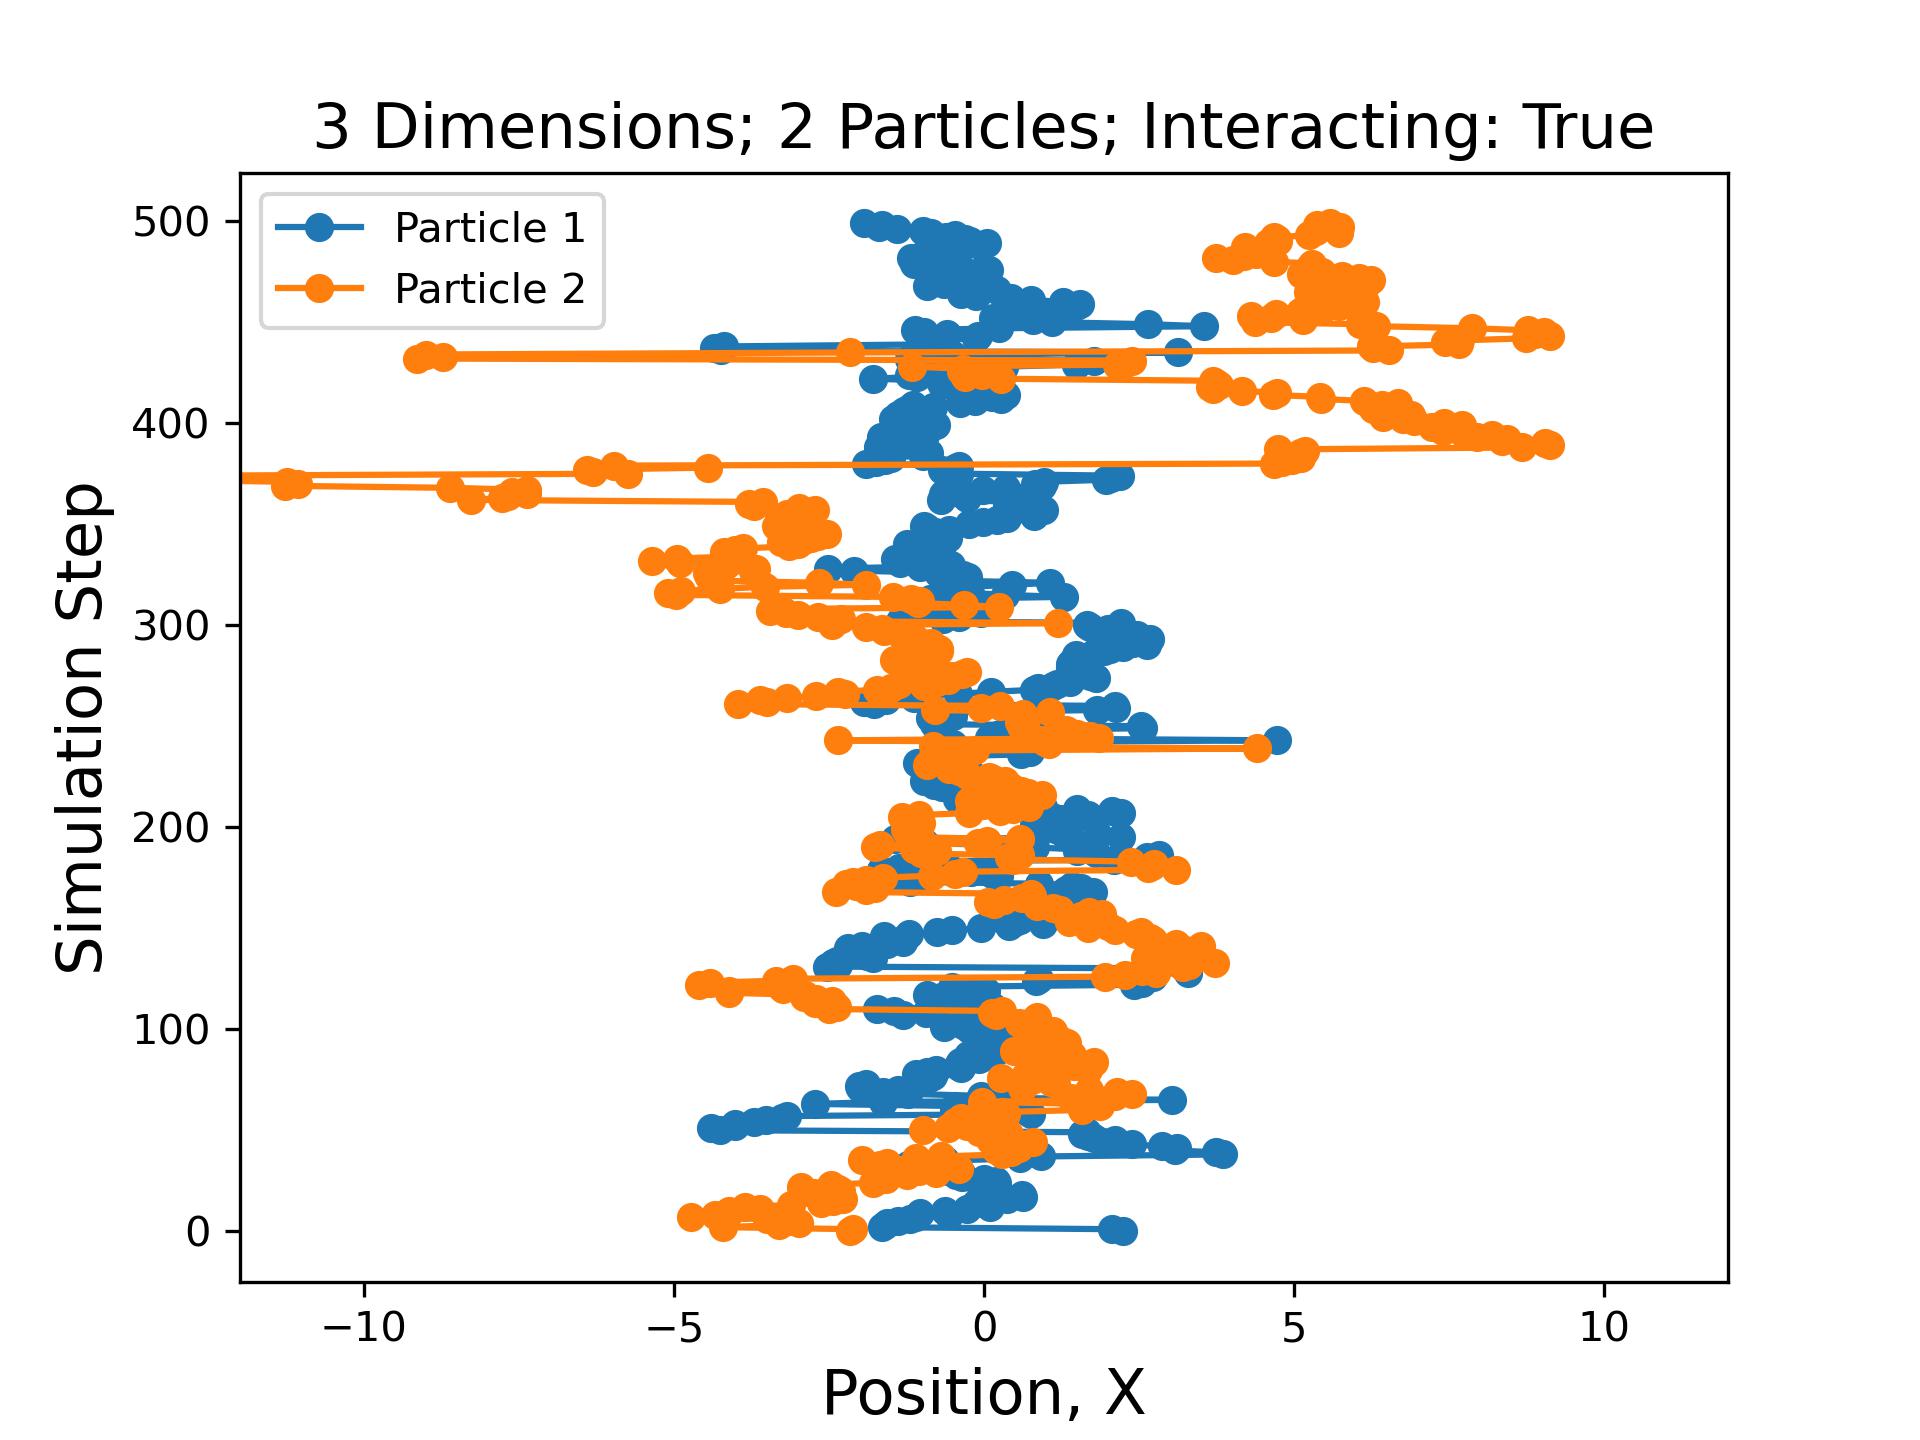 3 Dimensions; 2 Particles; Interacting: True
Particle 1
Particle 2
Simulation Step
500
400
300
200
100
0
−10
−5
0
5
10
Position, X